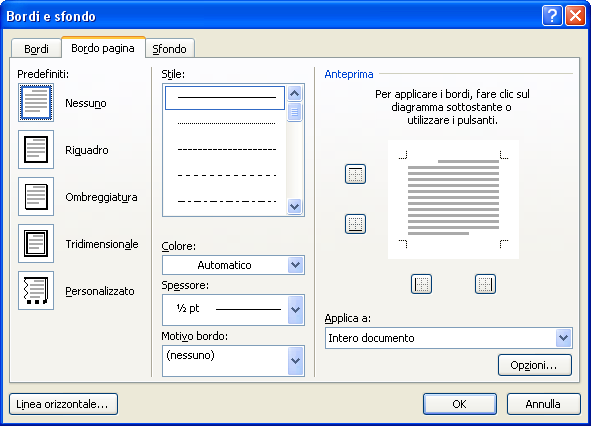 Bordi e sfondo
Bordi
Bordo pagina
Sfondo
Predefiniti:
Nessuno
Riquadro
Ombreggiatura
Tridimensionale
Personalizzato
Stile:
Colore:
Automatico
Spessore:
½ pt
Motivo bordo:
(nessuno)
Anteprima
Per applicare i bordi, fare clic sul
diagramma sottostante o
utilizzare i pulsanti.
Applica a:
Intero documento
Opzioni...
Linea orizzontale...
OK
Annulla